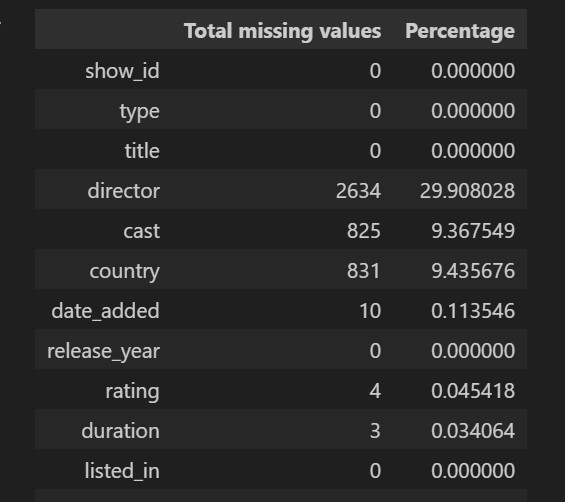 Total missing values Percentage
show_id 0 0.000000
type 0 0.000000
title 0 0.000000
director 2634 29.908028
cast 825 9.367549
country 831 9.435676
date_added 10 0.113546
release_year 0 0.000000
rating 4 0.045418
duration 3 0.034064
listed_in 0 0.000000